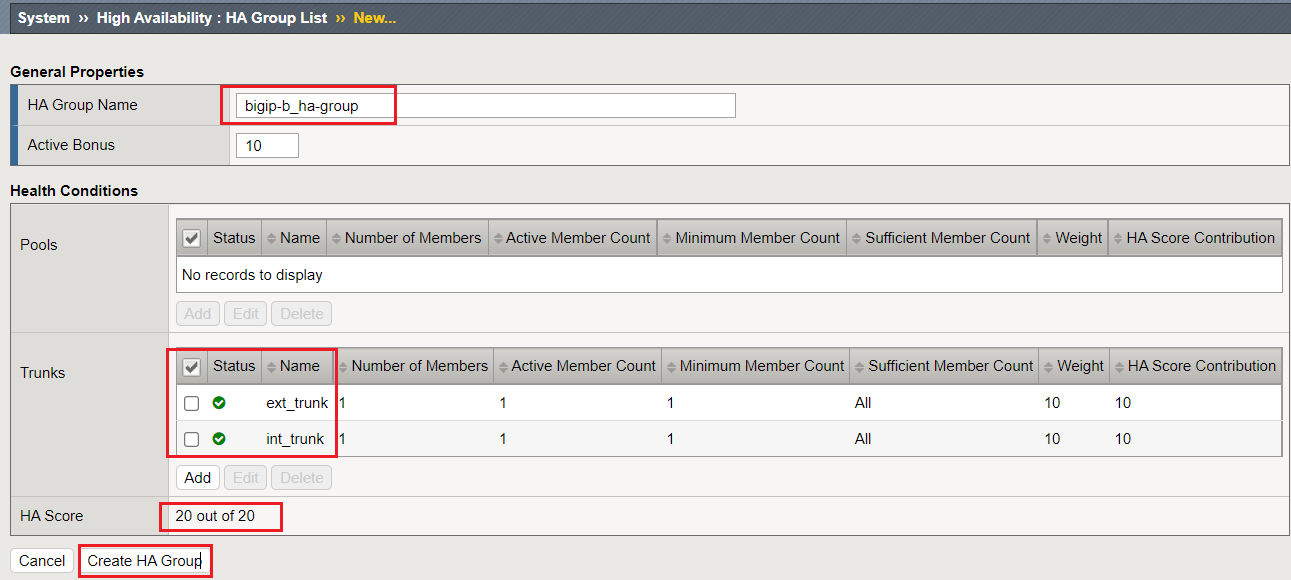 System ›› High Availability : HA Group List ›› New...
General Properties
HA Group Name bigip-b_ha-group
Active Bonus 10
Health Conditions
Pools
Status Name Number of Members Active Member Count Minimum Member Count Sufficient Member Count Weight HA Score Contribution
No records to display
Add Edit Delete
Trunks
Status Name Number of Members Active Member Count Minimum Member Count Sufficient Member Count Weight HA Score Contribution
ext_trunk 1 1 1 All 10 10
int_trunk 1 1 1 All 10 10
Add Edit Delete
HA Score 20 out of 20
Cancel Create HA Group